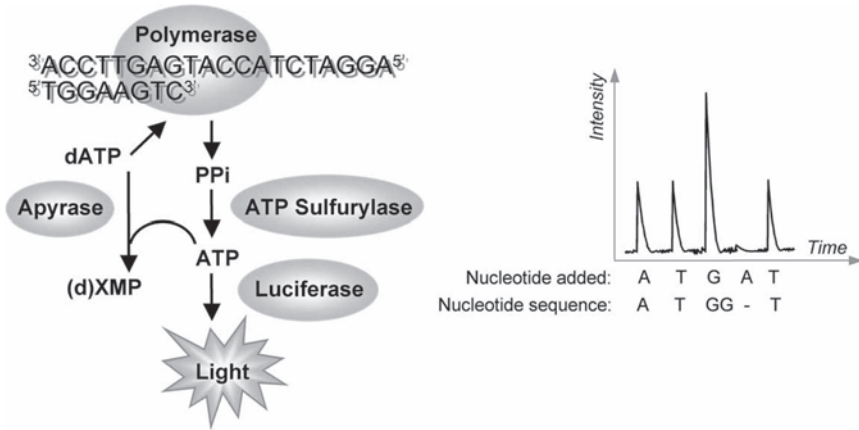 Polymerase
3'ACCTTGAGTACCATCTAGGA5'
5'TGGAAGTC3'
dATP
PPi
Apyrase
ATP Sulfurylase
ATP
(d)XMP
Luciferase
Light
Intensity
Time
Nucleotide added: A T G A T
Nucleotide sequence: A T GG - T